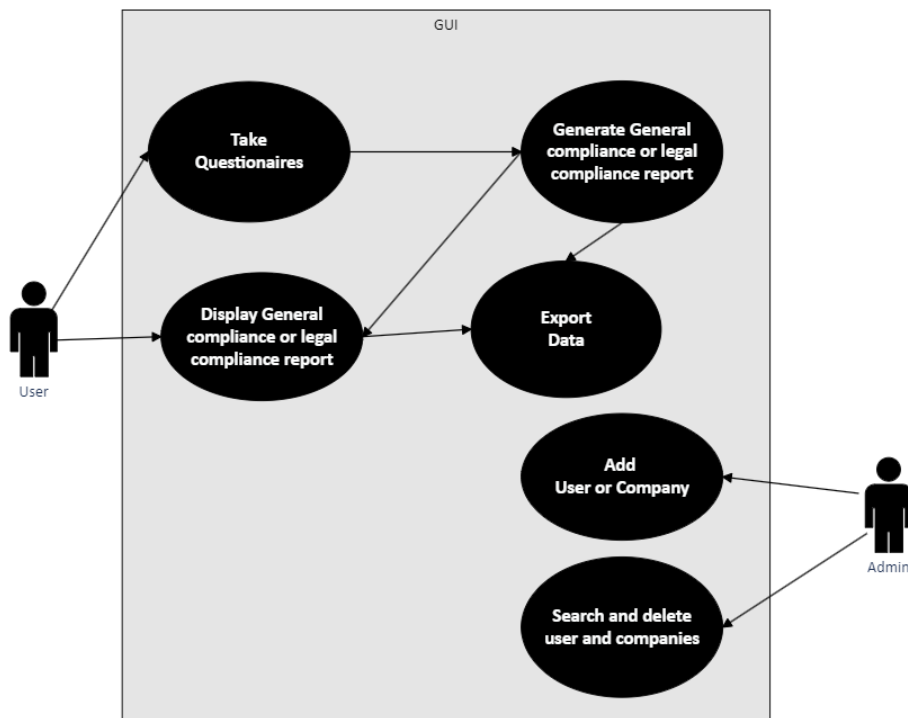 GUI
Take
Questionaires
Generate General
compliance or legal
compliance report
Display General
compliance or legal
compliance report
Export
Data
User
Add
User or Company
Admin
Search and delete
user and companies